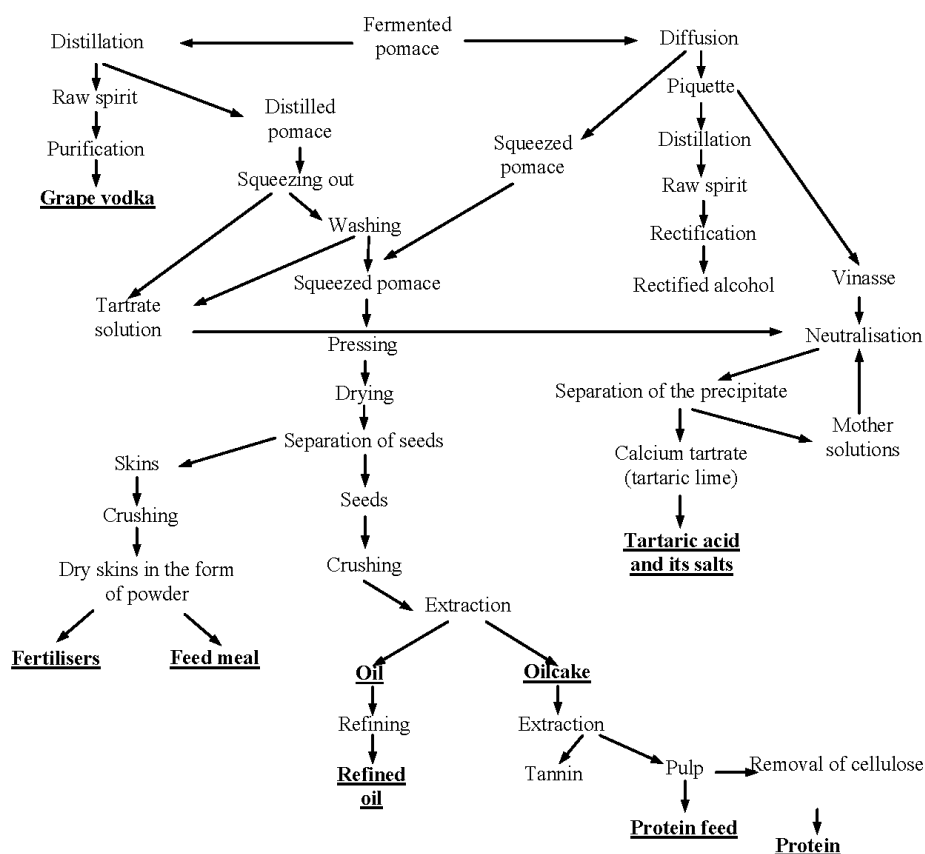 Fermented
pomace
Distillation
Diffusion
Raw spirit
Piquette
Distilled
pomace
Purification
Squeezed
pomace
Distillation
Grape vodka
Squeezing out
Raw spirit
Washing
Rectification
Squeezed pomace
Rectified alcohol
Vinasse
Tartrate
solution
Pressing
Neutralisation
Drying
Separation of the precipitate
Mother
solutions
Separation of seeds
Calcium tartrate
(tartaric lime)
Skins
Seeds
Crushing
Tartaric acid
and its salts
Crushing
Dry skins in the form
of powder
Extraction
Fertilisers
Feed meal
Oil
Oilcake
Refining
Extraction
Refined
oil
Tannin
Pulp
Removal of cellulose
Protein feed
Protein